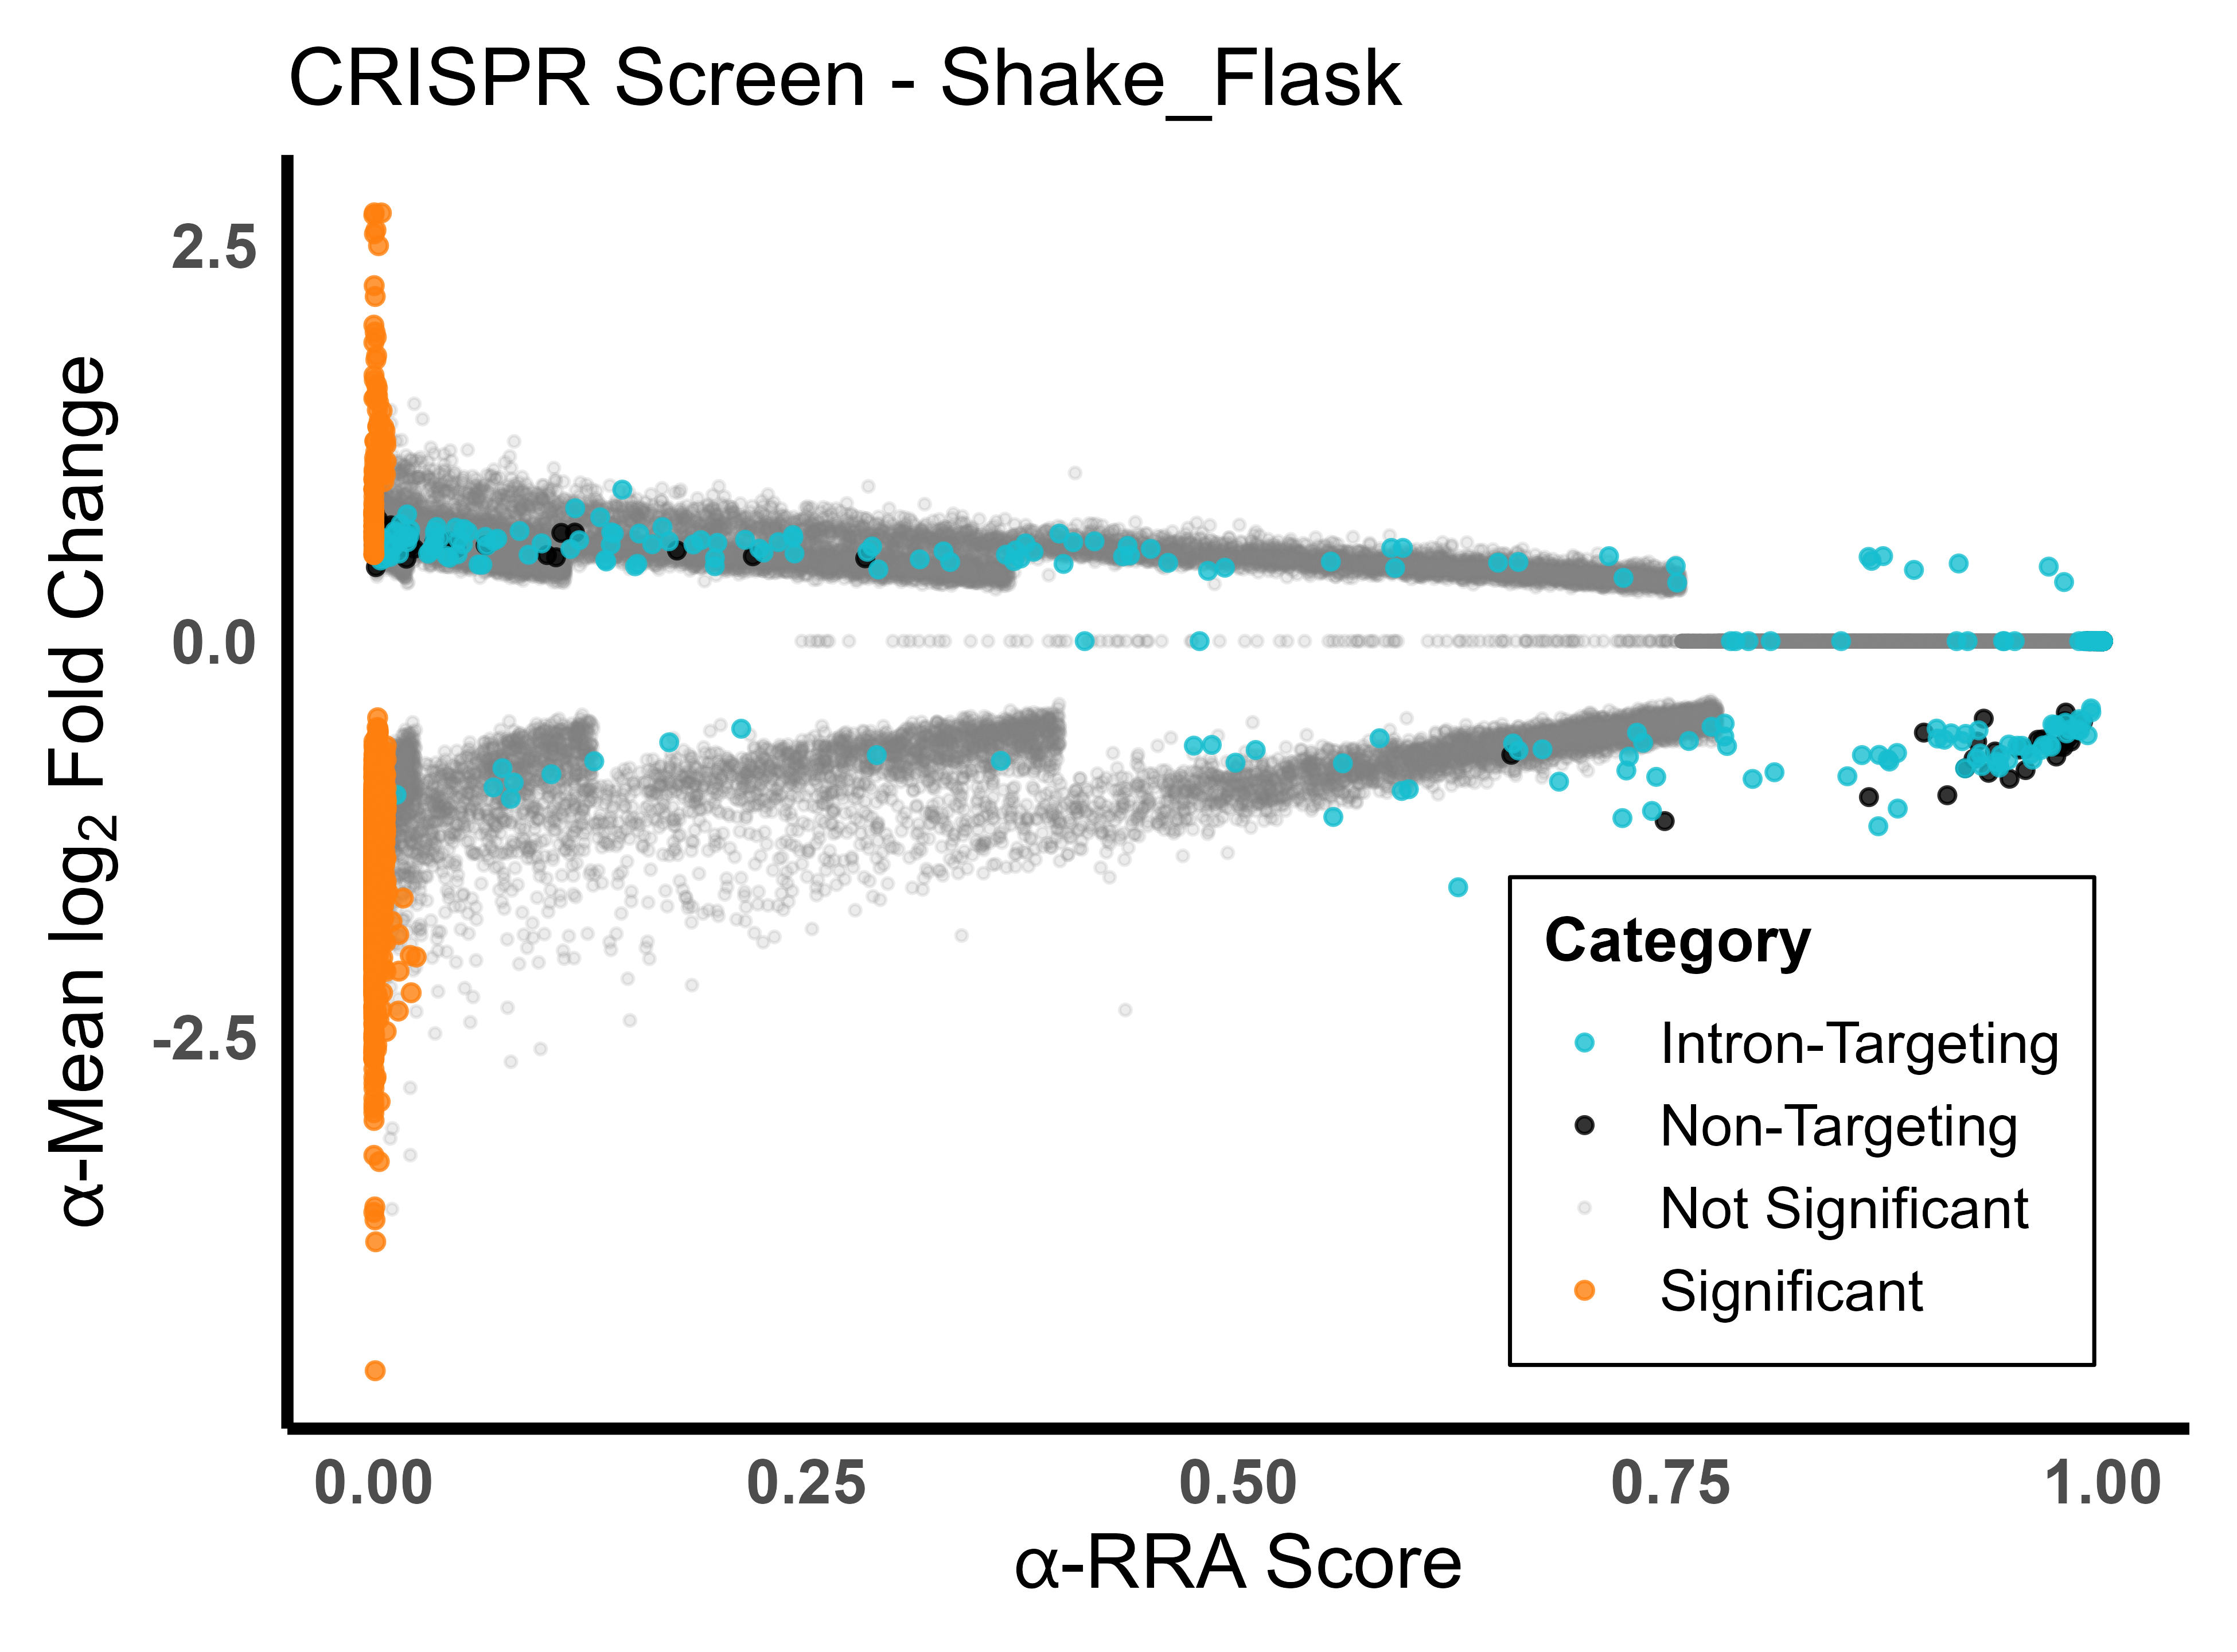 CRISPR Screen - Shake_Flask
α-Mean log₂ Fold Change
2.5
0.0
-2.5
Category
Intron-Targeting
Non-Targeting
Not Significant
Significant
0.00 0.25 0.50 0.75 1.00
α-RRA Score